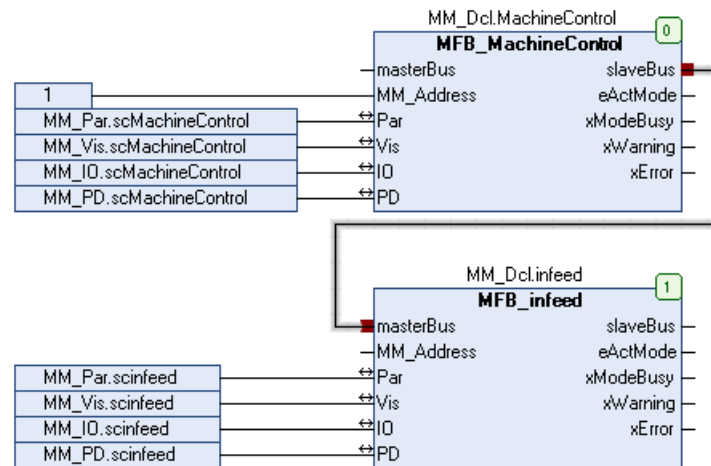 MM_Dcl.MachineControl
0
MFB_MachineControl
masterBus slaveBus
1 MM_Address eActMode
MM_Par.scMachineControl Par xModeBusy
MM_Vis.scMachineControl Vis xWarning
MM_IO.scMachineControl IO xError
MM_PD.scMachineControl PD
MM_Dcl.infeed
1
MFB_infeed
masterBus slaveBus
MM_Address eActMode
MM_Par.scinfeed Par xModeBusy
MM_Vis.scinfeed Vis xWarning
MM_IO.scinfeed IO xError
MM_PD.scinfeed PD